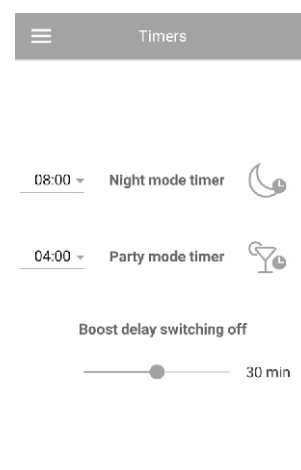 Timers
08:00 Night mode timer
04:00 Party mode timer
Boost delay switching off
30 min